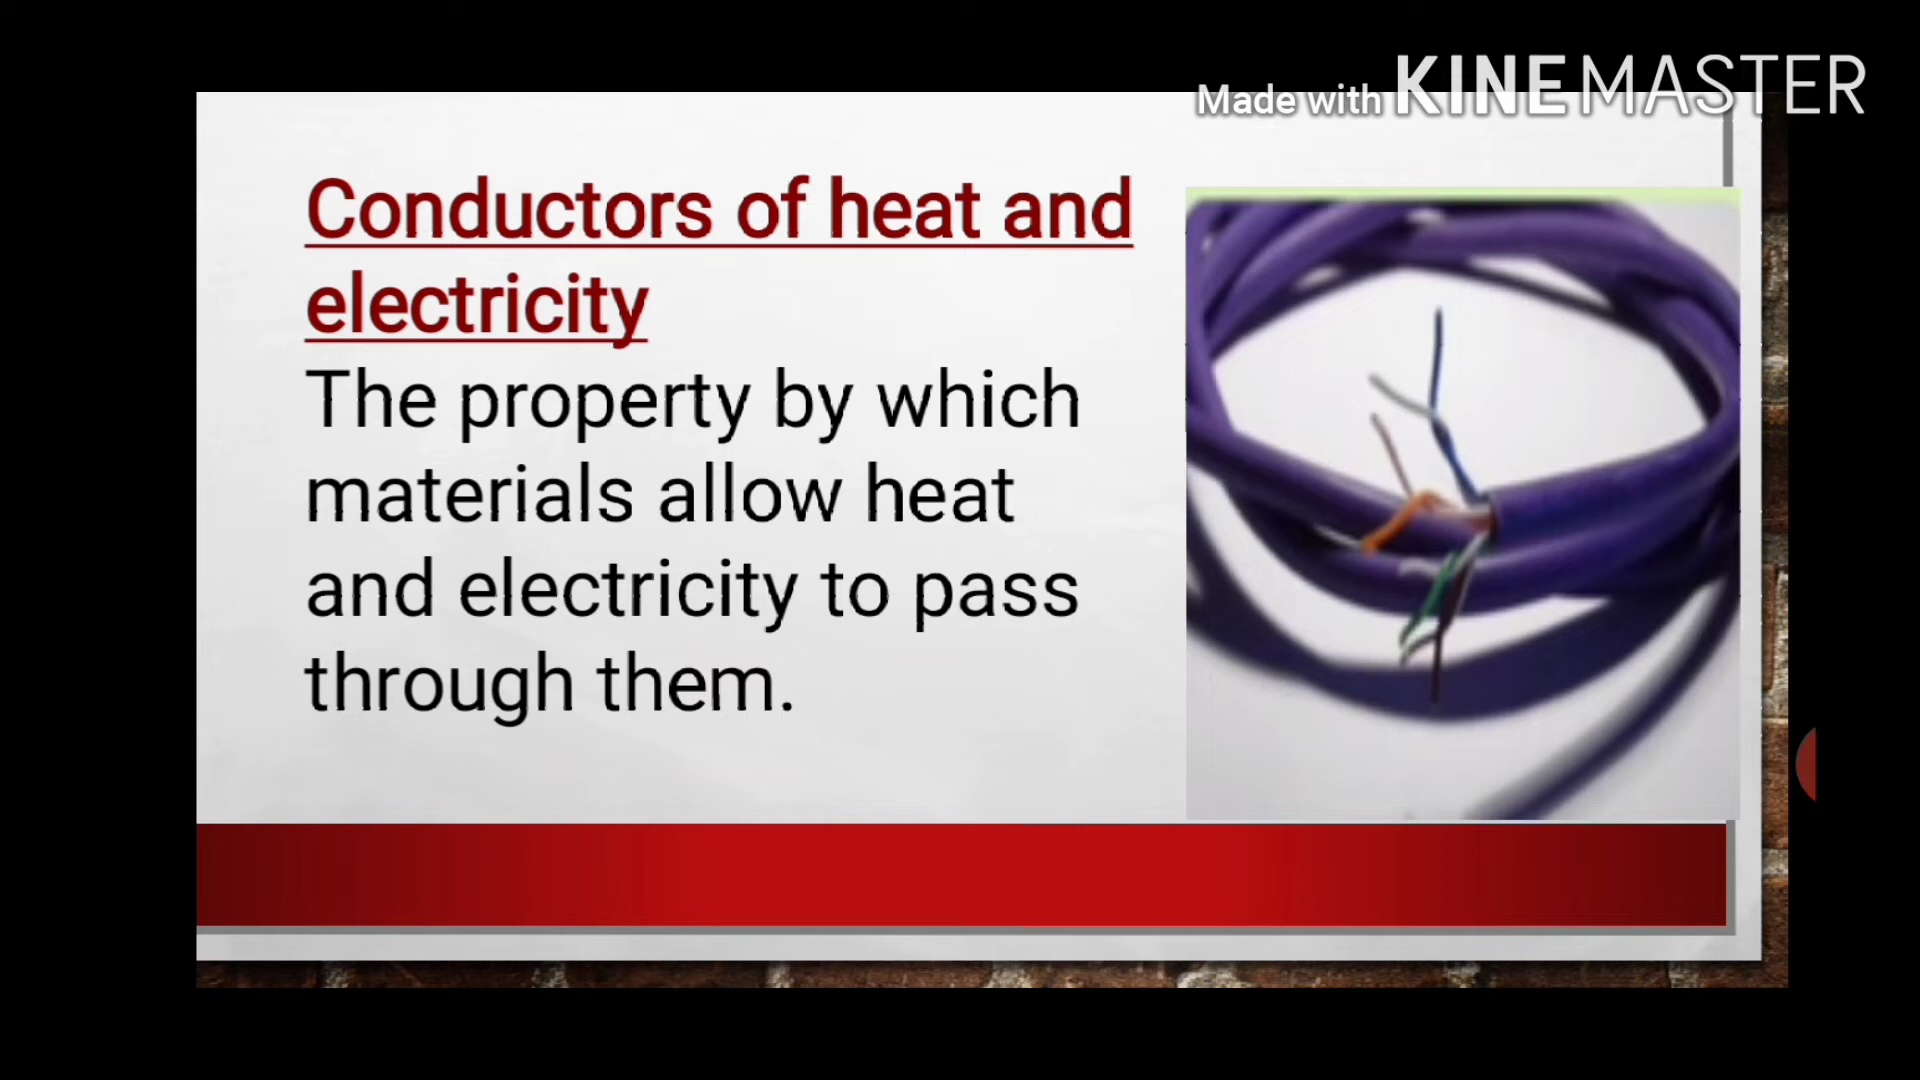 Made with KINEMASTER
Conductors of heat and
electricity
The property by which
materials allow heat
and electricity to pass
through them.